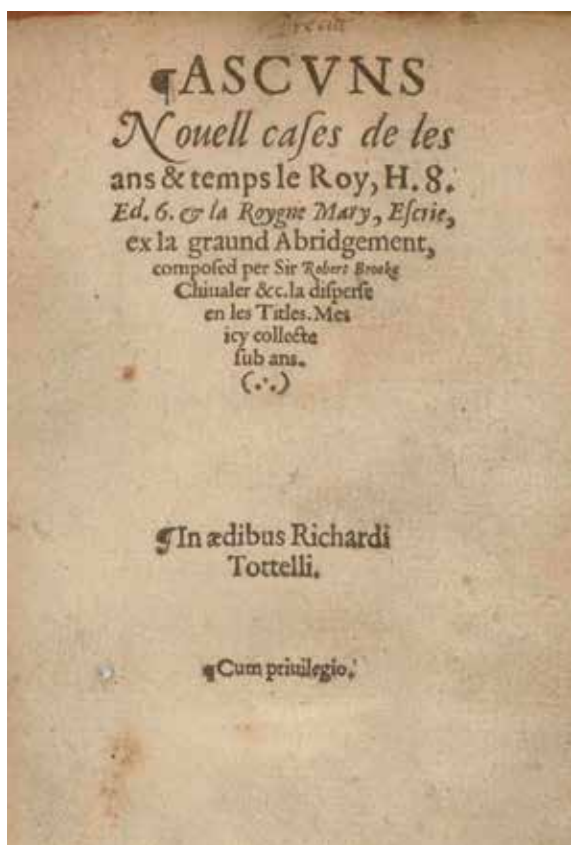 ¶ASCVNS
Nouell caſes de les
ans & temps le Roy, H. 8.
Ed. 6. & la Roygne Mary, Eſcrie,
ex la graund Abridgement,
compoſed per Sir Robert Brooke
Chiualer &c. la diſperſe
en les Titles. Mes
icy collecte
ſub ans.
(∴)
¶In ædibus Richardi
Tottelli.
¶Cum priuilegio.